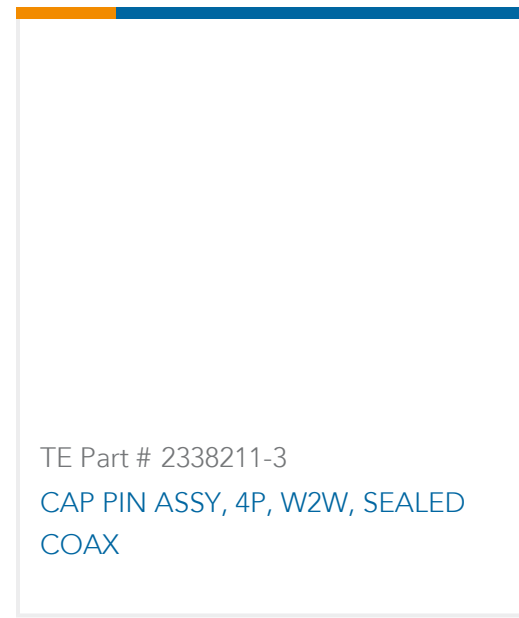 TE Part # 2338211-3
CAP PIN ASSY, 4P, W2W, SEALED
COAX